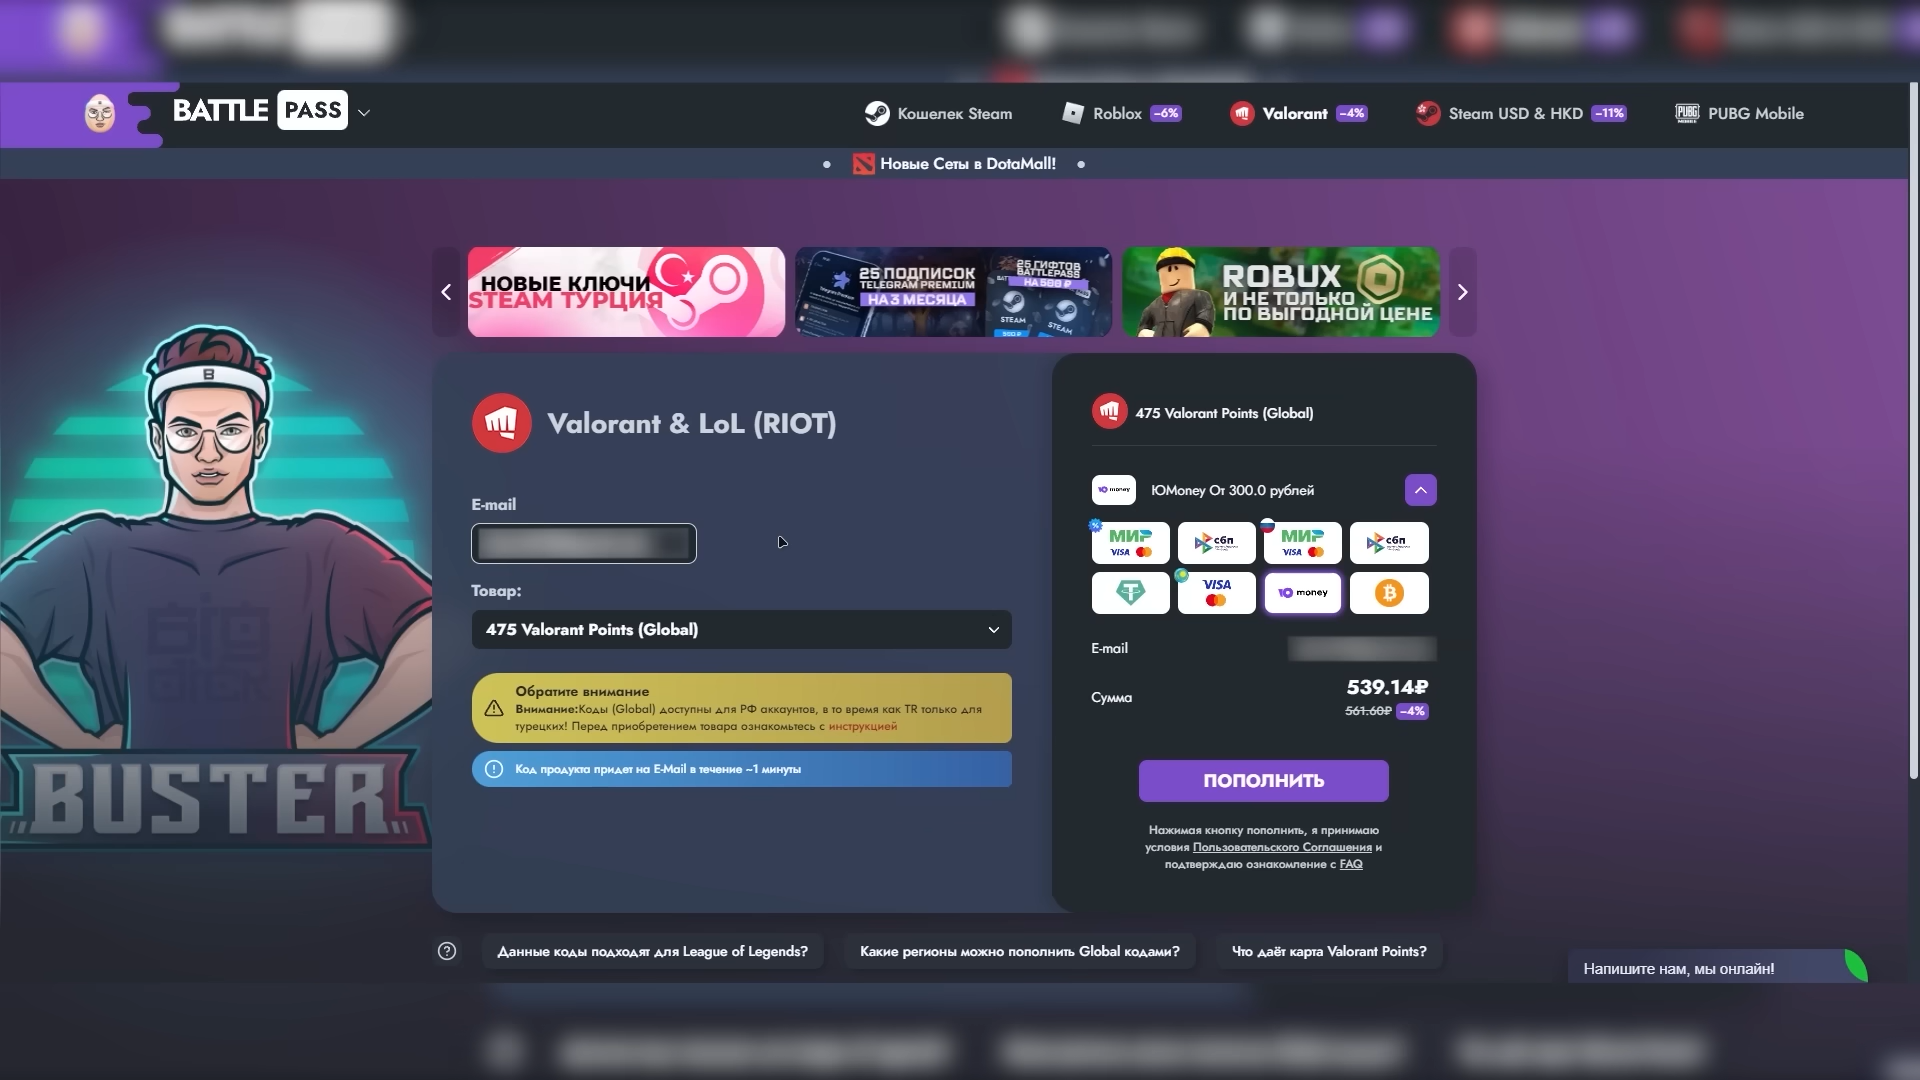 BATTLE PASS
Кошелек Steam
Roblox -6%
Valorant -4%
Steam USD & HKD -11%
PUBG Mobile
Новые Сеты в DotaMall!
НОВЫЕ КЛЮЧИ
STEAM ТУРЦИЯ
25 ПОДПИСОК
TELEGRAM PREMIUM
НА 3 МЕСЯЦА
25 ГИФТОВ
BATTLEPASS
НА 500 ₽
STEAM
STEAM
ROBUX
И НЕ ТОЛЬКО
ПО ВЫГОДНОЙ ЦЕНЕ
B
BUSTER
Valorant & LoL (RIOT)
E-mail
Товар:
475 Valorant Points (Global)
Обратите внимание
Внимание:Коды (Global) доступны для РФ аккаунтов, в то время как TR только для
турецких! Перед приобретением товара ознакомьтесь с инструкцией
Код продукта придет на E-Mail в течение ~1 минуты
475 Valorant Points (Global)
ЮMoney От 300.0 рублей
МИР
VISA
сбп
МИР
VISA
сбп
VISA
money
E-mail
Сумма
539.14₽
561.60₽ -4%
ПОПОЛНИТЬ
Нажимая кнопку пополнить, я принимаю
условия Пользовательского Соглашения и
подтверждаю ознакомление с FAQ
Данные коды подходят для League of Legends?
Какие регионы можно пополнить Global кодами?
Что даёт карта Valorant Points?
Напишите нам, мы онлайн!